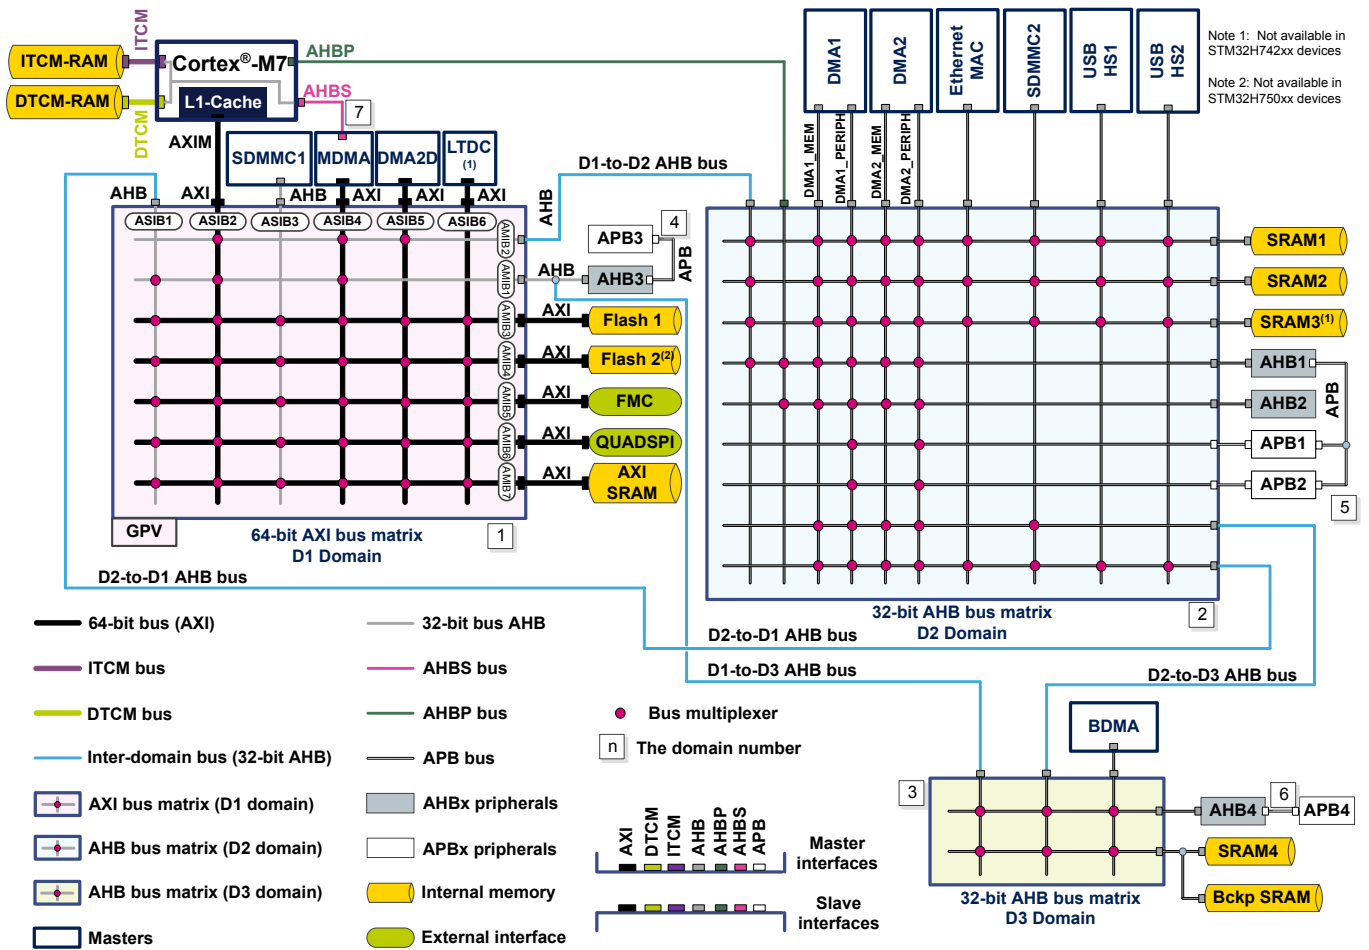 ITCM
ITCM-RAM
DTCM-RAM
DTCM
Cortex®-M7
L1-Cache
AHBP
AHBS
7
AXIM
SDMMC1
MDMA
DMA2D
LTDC
(1)
AHB
AXI
AHB
AXI
AXI
AXI
ASIB1
ASIB2
ASIB3
ASIB4
ASIB5
ASIB6
AMIB2
AMIB1
AMIB3
AMIB4
AMIB5
AMIB6
AMIB7
D1-to-D2 AHB bus
AHB
AHB
4
APB3
APB
AHB3
AXI
Flash 1
AXI
Flash 2(2)
AXI
FMC
AXI
QUADSPI
AXI
AXI
SRAM
GPV
64-bit AXI bus matrix
D1 Domain
1
D2-to-D1 AHB bus
DMA1
DMA2
Ethernet
MAC
SDMMC2
USB
HS1
USB
HS2
DMA1_MEM
DMA1_PERIPH
DMA2_MEM
DMA2_PERIPH
Note 1: Not available in
STM32H742xx devices
Note 2: Not available in
STM32H750xx devices
SRAM1
SRAM2
SRAM3(1)
AHB1
AHB2
APB
APB1
APB2
5
32-bit AHB bus matrix
D2 Domain
2
D2-to-D1 AHB bus
D1-to-D3 AHB bus
D2-to-D3 AHB bus
64-bit bus (AXI)
ITCM bus
DTCM bus
Inter-domain bus (32-bit AHB)
AXI bus matrix (D1 domain)
AHB bus matrix (D2 domain)
AHB bus matrix (D3 domain)
Masters
32-bit bus AHB
AHBS bus
AHBP bus
APB bus
AHBx pripherals
APBx pripherals
Internal memory
External interface
Bus multiplexer
n
The domain number
AXI
DTCM
ITCM
AHB
AHBP
AHBS
APB
Master
interfaces
Slave
interfaces
BDMA
3
6
AHB4
APB4
SRAM4
Bckp SRAM
32-bit AHB bus matrix
D3 Domain